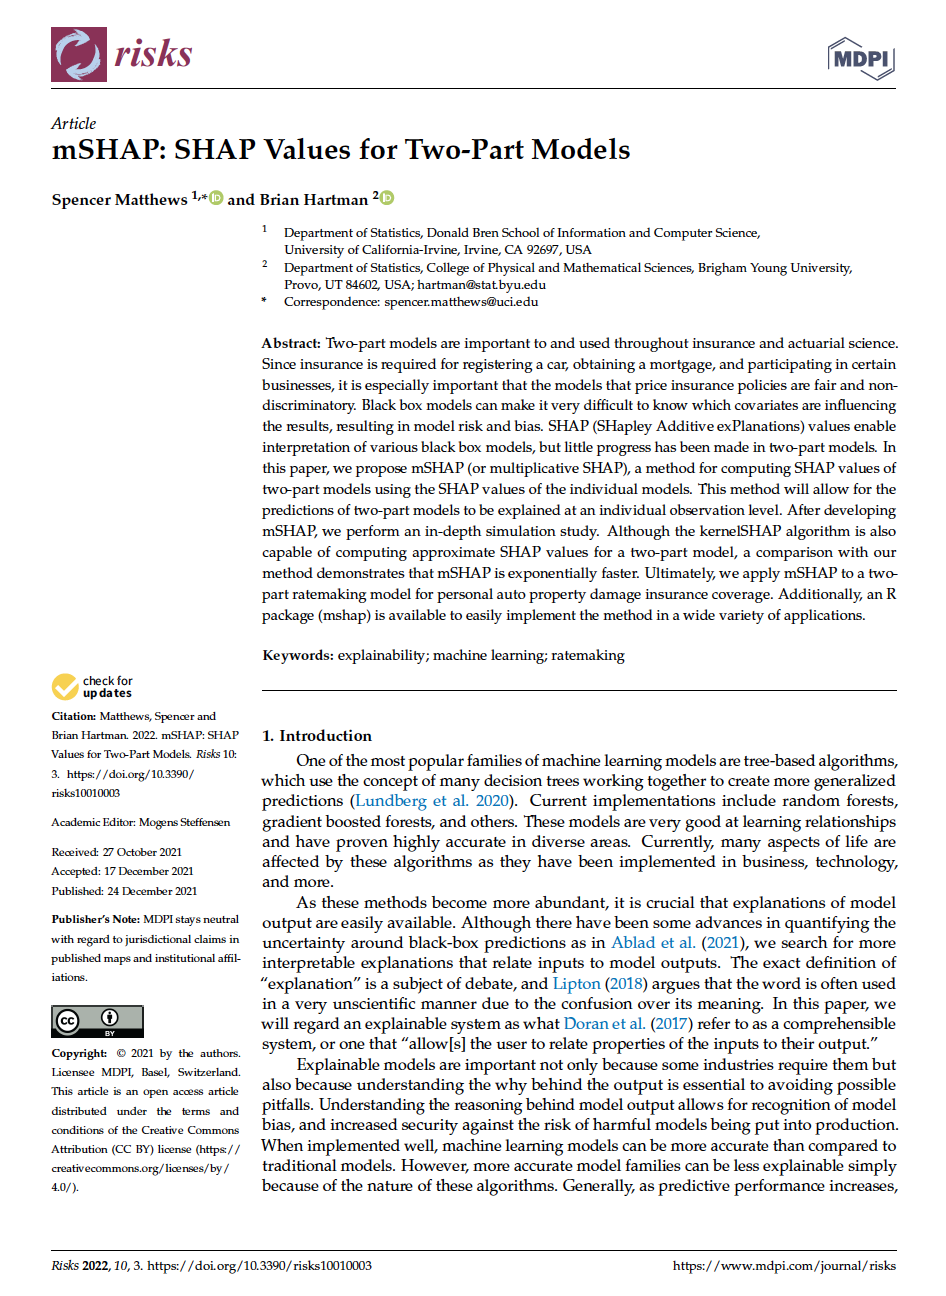 risks
MDPI
Article
mSHAP: SHAP Values for Two-Part Models
Spencer Matthews 1,* iD and Brian Hartman 2 iD
1 Department of Statistics, Donald Bren School of Information and Computer Science,
University of California-Irvine, Irvine, CA 92697, USA
2 Department of Statistics, College of Physical and Mathematical Sciences, Brigham Young University,
Provo, UT 84602, USA; hartman@stat.byu.edu
* Correspondence: spencer.matthews@uci.edu
Abstract: Two-part models are important to and used throughout insurance and actuarial science.
Since insurance is required for registering a car, obtaining a mortgage, and participating in certain
businesses, it is especially important that the models that price insurance policies are fair and non-
discriminatory. Black box models can make it very difficult to know which covariates are influencing
the results, resulting in model risk and bias. SHAP (SHapley Additive exPlanations) values enable
interpretation of various black box models, but little progress has been made in two-part models. In
this paper, we propose mSHAP (or multiplicative SHAP), a method for computing SHAP values of
two-part models using the SHAP values of the individual models. This method will allow for the
predictions of two-part models to be explained at an individual observation level. After developing
mSHAP, we perform an in-depth simulation study. Although the kernelSHAP algorithm is also
capable of computing approximate SHAP values for a two-part model, a comparison with our
method demonstrates that mSHAP is exponentially faster. Ultimately, we apply mSHAP to a two-
part ratemaking model for personal auto property damage insurance coverage. Additionally, an R
package (mshap) is available to easily implement the method in a wide variety of applications.
Keywords: explainability; machine learning; ratemaking
check for
updates
Citation: Matthews, Spencer and
Brian Hartman. 2022. mSHAP: SHAP
Values for Two-Part Models. Risks 10:
3. https://doi.org/10.3390/
risks10010003
Academic Editor: Mogens Steffensen
Received: 27 October 2021
Accepted: 17 December 2021
Published: 24 December 2021
Publisher's Note: MDPI stays neutral
with regard to jurisdictional claims in
published maps and institutional affil-
iations.
cc
BY
Copyright: © 2021 by the authors.
Licensee MDPI, Basel, Switzerland.
This article is an open access article
distributed under the terms and
conditions of the Creative Commons
Attribution (CC BY) license (https://
creativecommons.org/licenses/by/
4.0/).
1. Introduction
One of the most popular families of machine learning models are tree-based algorithms,
which use the concept of many decision trees working together to create more generalized
predictions (Lundberg et al. 2020). Current implementations include random forests,
gradient boosted forests, and others. These models are very good at learning relationships
and have proven highly accurate in diverse areas. Currently, many aspects of life are
affected by these algorithms as they have been implemented in business, technology,
and more.
As these methods become more abundant, it is crucial that explanations of model
output are easily available. Although there have been some advances in quantifying the
uncertainty around black-box predictions as in Ablad et al. (2021), we search for more
interpretable explanations that relate inputs to model outputs. The exact definition of
“explanation” is a subject of debate, and Lipton (2018) argues that the word is often used
in a very unscientific manner due to the confusion over its meaning. In this paper, we
will regard an explainable system as what Doran et al. (2017) refer to as a comprehensible
system, or one that “allow[s] the user to relate properties of the inputs to their output.”
Explainable models are important not only because some industries require them but
also because understanding the why behind the output is essential to avoiding possible
pitfalls. Understanding the reasoning behind model output allows for recognition of model
bias, and increased security against the risk of harmful models being put into production.
When implemented well, machine learning models can be more accurate than compared to
traditional models. However, more accurate model families can be less explainable simply
because of the nature of these algorithms. Generally, as predictive performance increases,
Risks 2022, 10, 3. https://doi.org/10.3390/risks10010003
https://www.mdpi.com/journal/risks